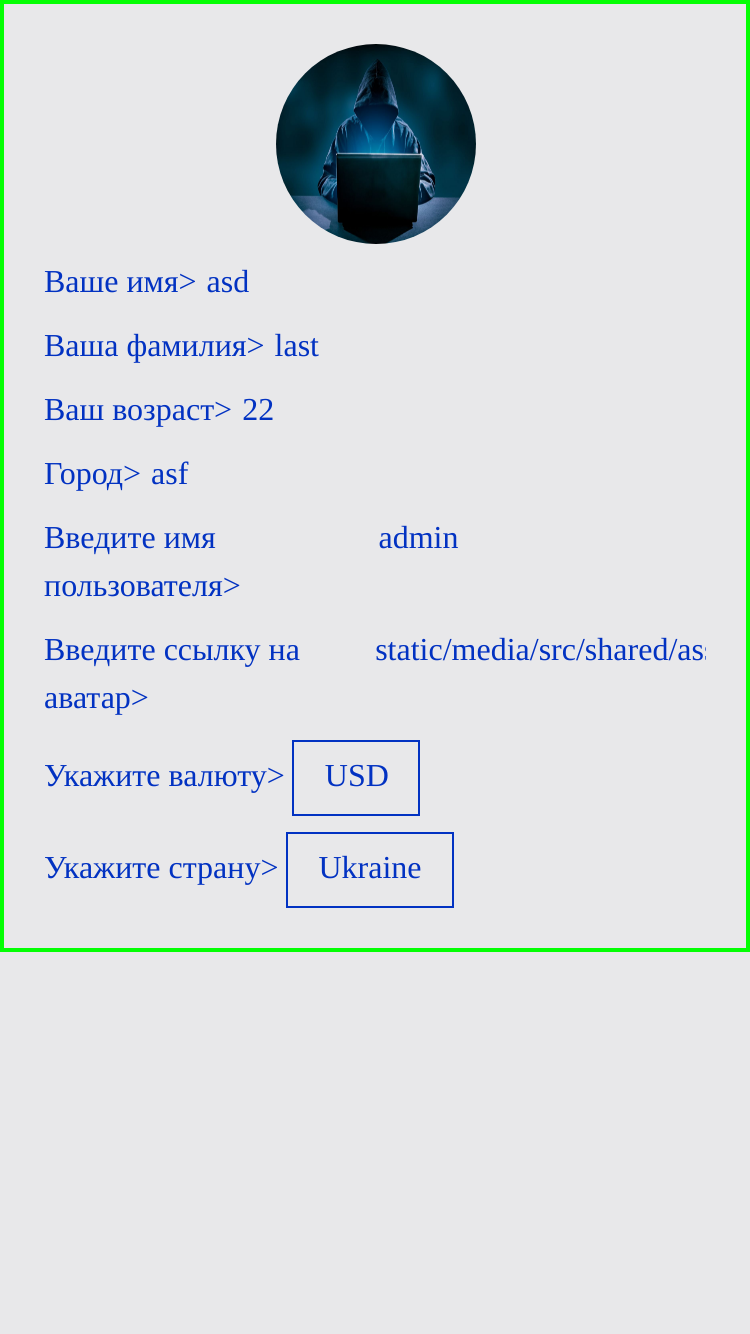 Ваше имя> asd
Ваша фамилия> last
Ваш возраст> 22
Город> asf
Введите имя admin
пользователя>
Введите ссылку на static/media/src/shared/as
аватар>
Укажите валюту> USD
Укажите страну> Ukraine